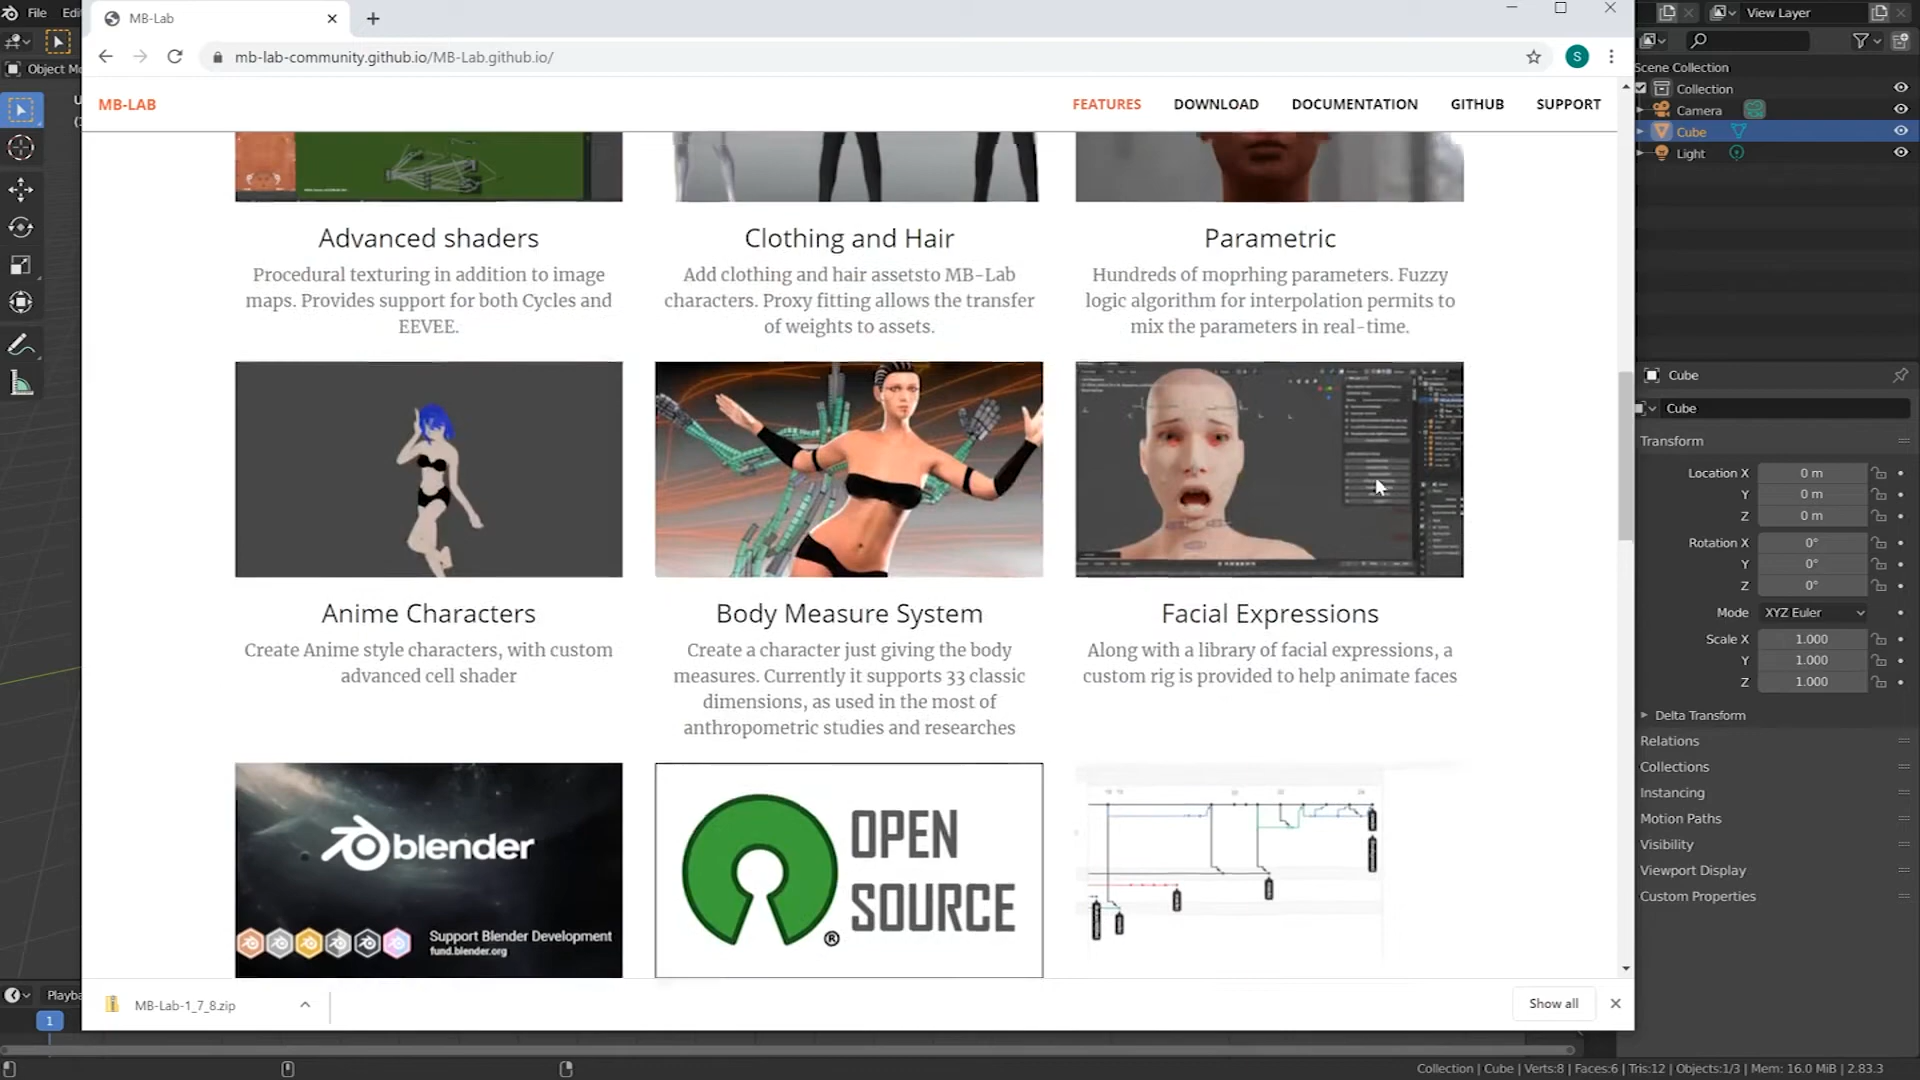 File
Edi
View Layer
MB-Lab
mb-lab-community.github.io/MB-Lab.github.io/
S
Object Mo
MB-LAB
FEATURES
DOWNLOAD
DOCUMENTATION
GITHUB
SUPPORT
Scene Collection
Collection
Camera
Cube
Light
Advanced shaders
Procedural texturing in addition to image
maps. Provides support for both Cycles and
EEVEE.
Clothing and Hair
Add clothing and hair assetsto MB-Lab
characters. Proxy fitting allows the transfer
of weights to assets.
Parametric
Hundreds of moprhing parameters. Fuzzy
logic algorithm for interpolation permits to
mix the parameters in real-time.
Anime Characters
Create Anime style characters, with custom
advanced cell shader
Body Measure System
Create a character just giving the body
measures. Currently it supports 33 classic
dimensions, as used in the most of
anthropometric studies and researches
Facial Expressions
Along with a library of facial expressions, a
custom rig is provided to help animate faces
blender
Support Blender Development
fund.blender.org
OPEN
SOURCE
®
Cube
Cube
Transform
Location X 0 m
Y 0 m
Z 0 m
Rotation X 0°
Y 0°
Z 0°
Mode XYZ Euler
Scale X 1.000
Y 1.000
Z 1.000
Delta Transform
Relations
Collections
Instancing
Motion Paths
Visibility
Viewport Display
Custom Properties
Playba
1
MB-Lab-1_7_8.zip
Show all
Collection | Cube | Verts:8 | Faces:6 | Tris:12 | Objects:1/3 | Mem: 16.0 MiB | 2.83.3